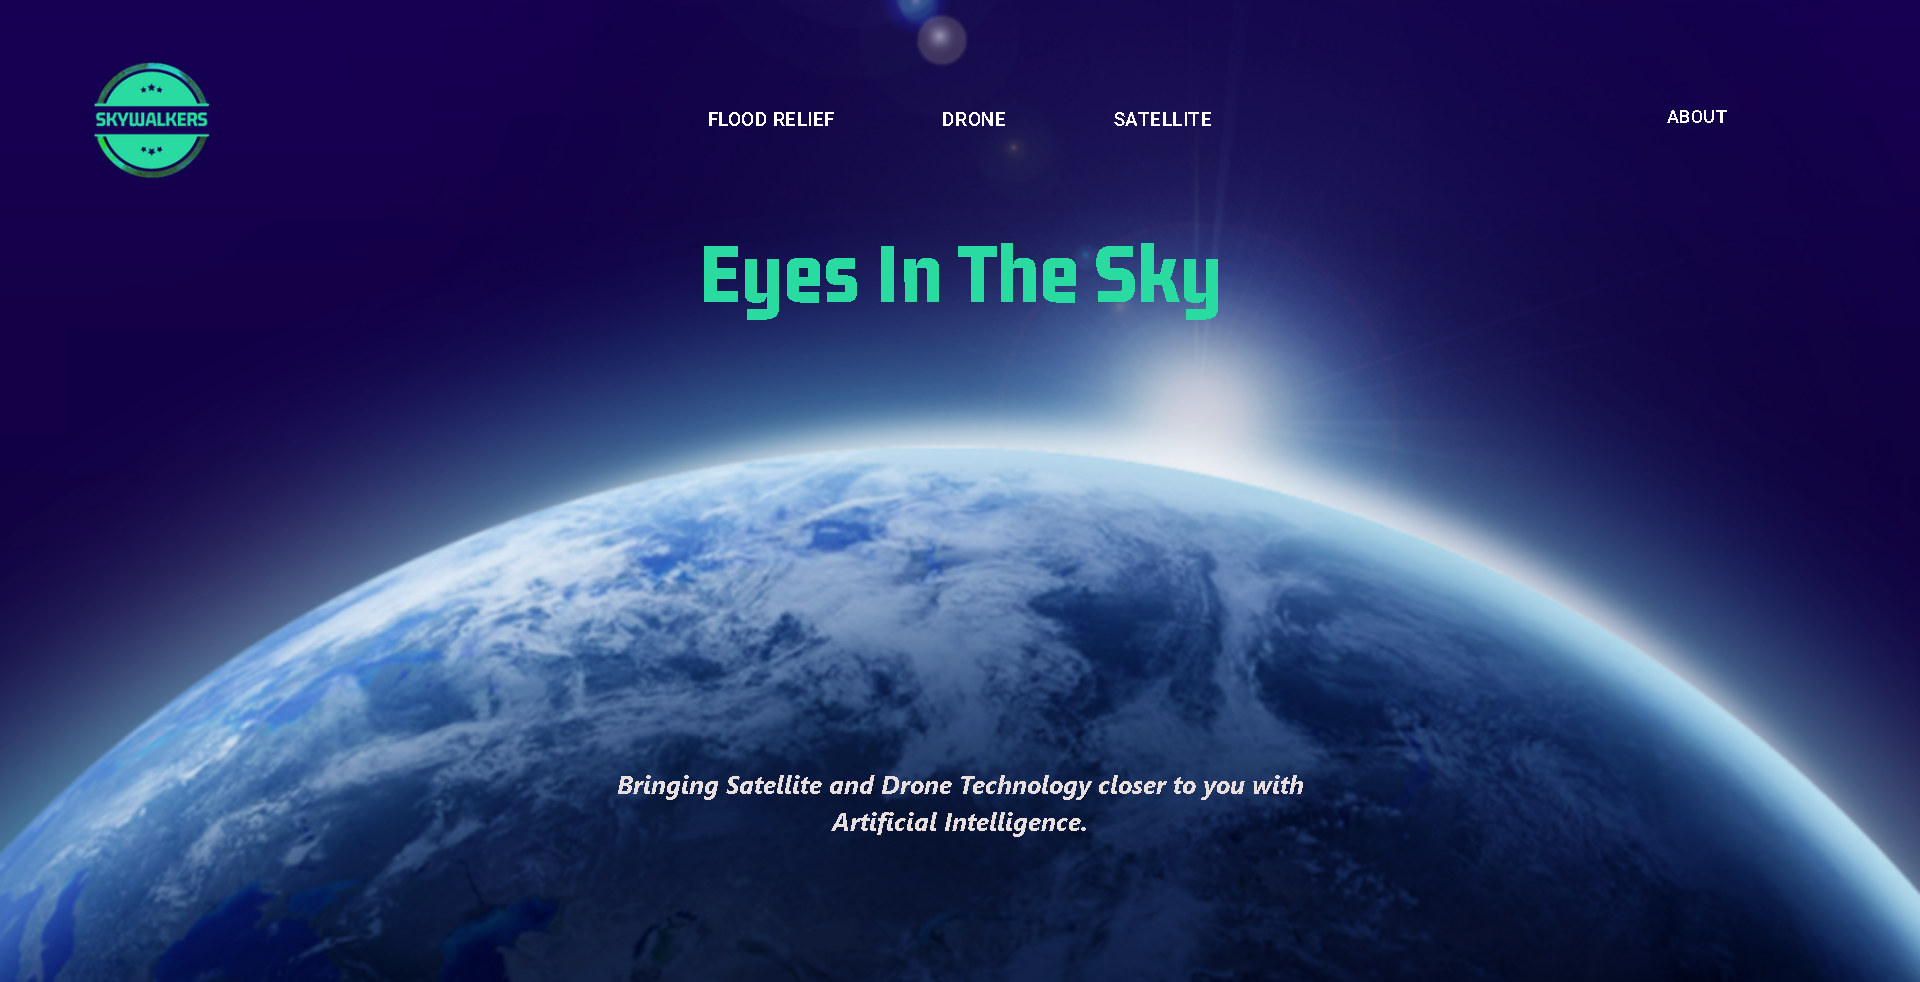 SKYWALKERS
FLOOD RELIEF
DRONE
SATELLITE
ABOUT
Eyes In The Sky
Bringing Satellite and Drone Technology closer to you with
Artificial Intelligence.